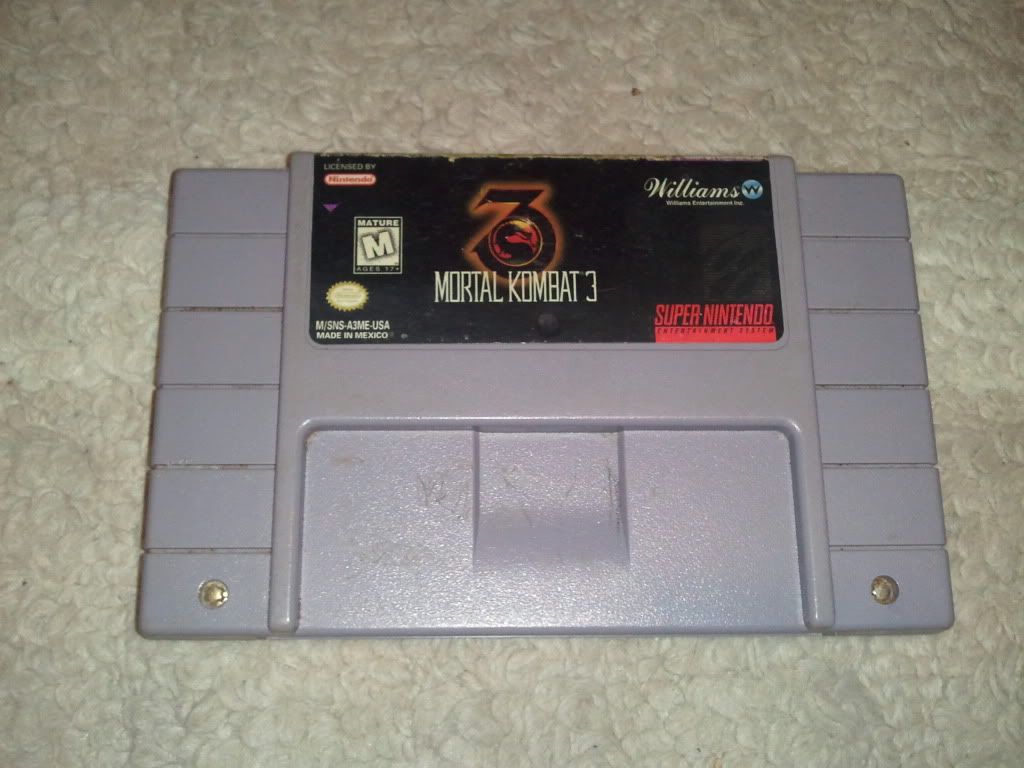 LICENSED BY
Nintendo
MATURE
M
AGES 17+
M/SNS-A3ME-USA
MADE IN MEXICO
3
MORTAL KOMBAT 3
Williams W
Williams Entertainment Inc.
SUPER NINTENDO
ENTERTAINMENT SYSTEM